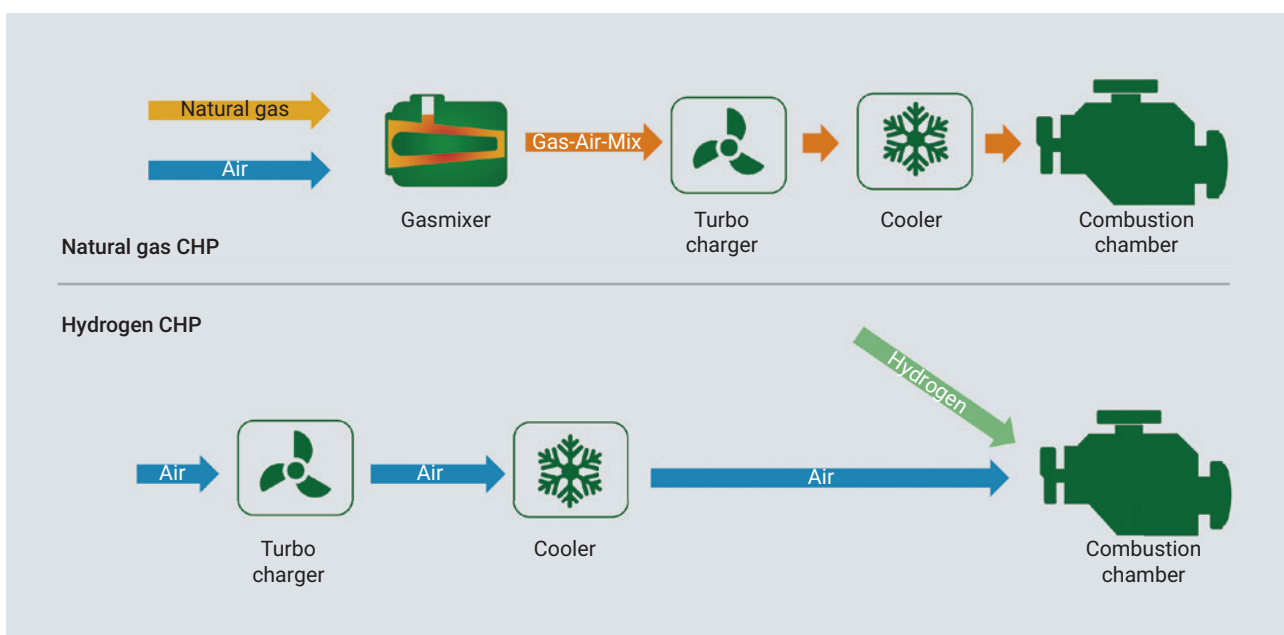 Natural gas
Air
Gas-Air-Mix
Gasmixer
Turbo
charger
Cooler
Combustion
chamber
Natural gas CHP
Hydrogen CHP
Hydrogen
Air
Air
Air
Turbo
charger
Cooler
Combustion
chamber